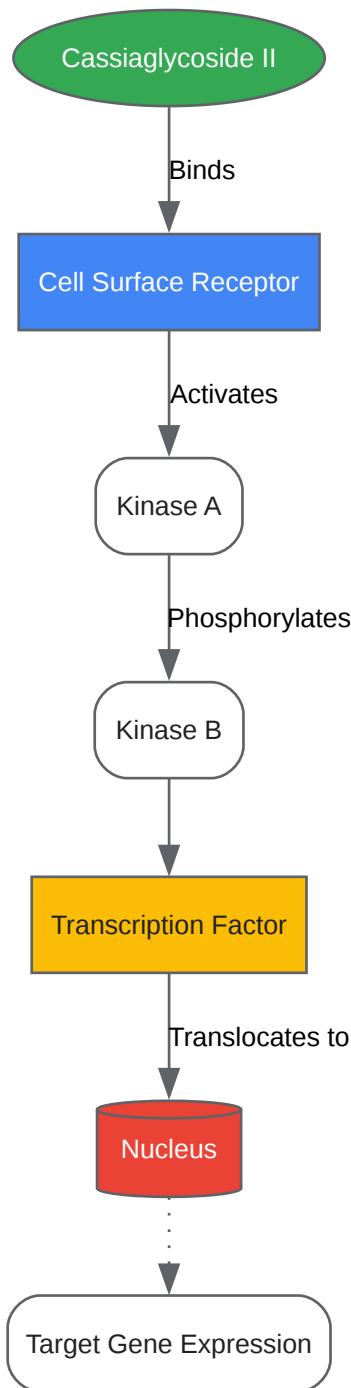 Cassiaglycoside II
Binds
Cell Surface Receptor
Activates
Kinase A
Phosphorylates
Kinase B
Transcription Factor
Translocates to
Nucleus
Target Gene Expression